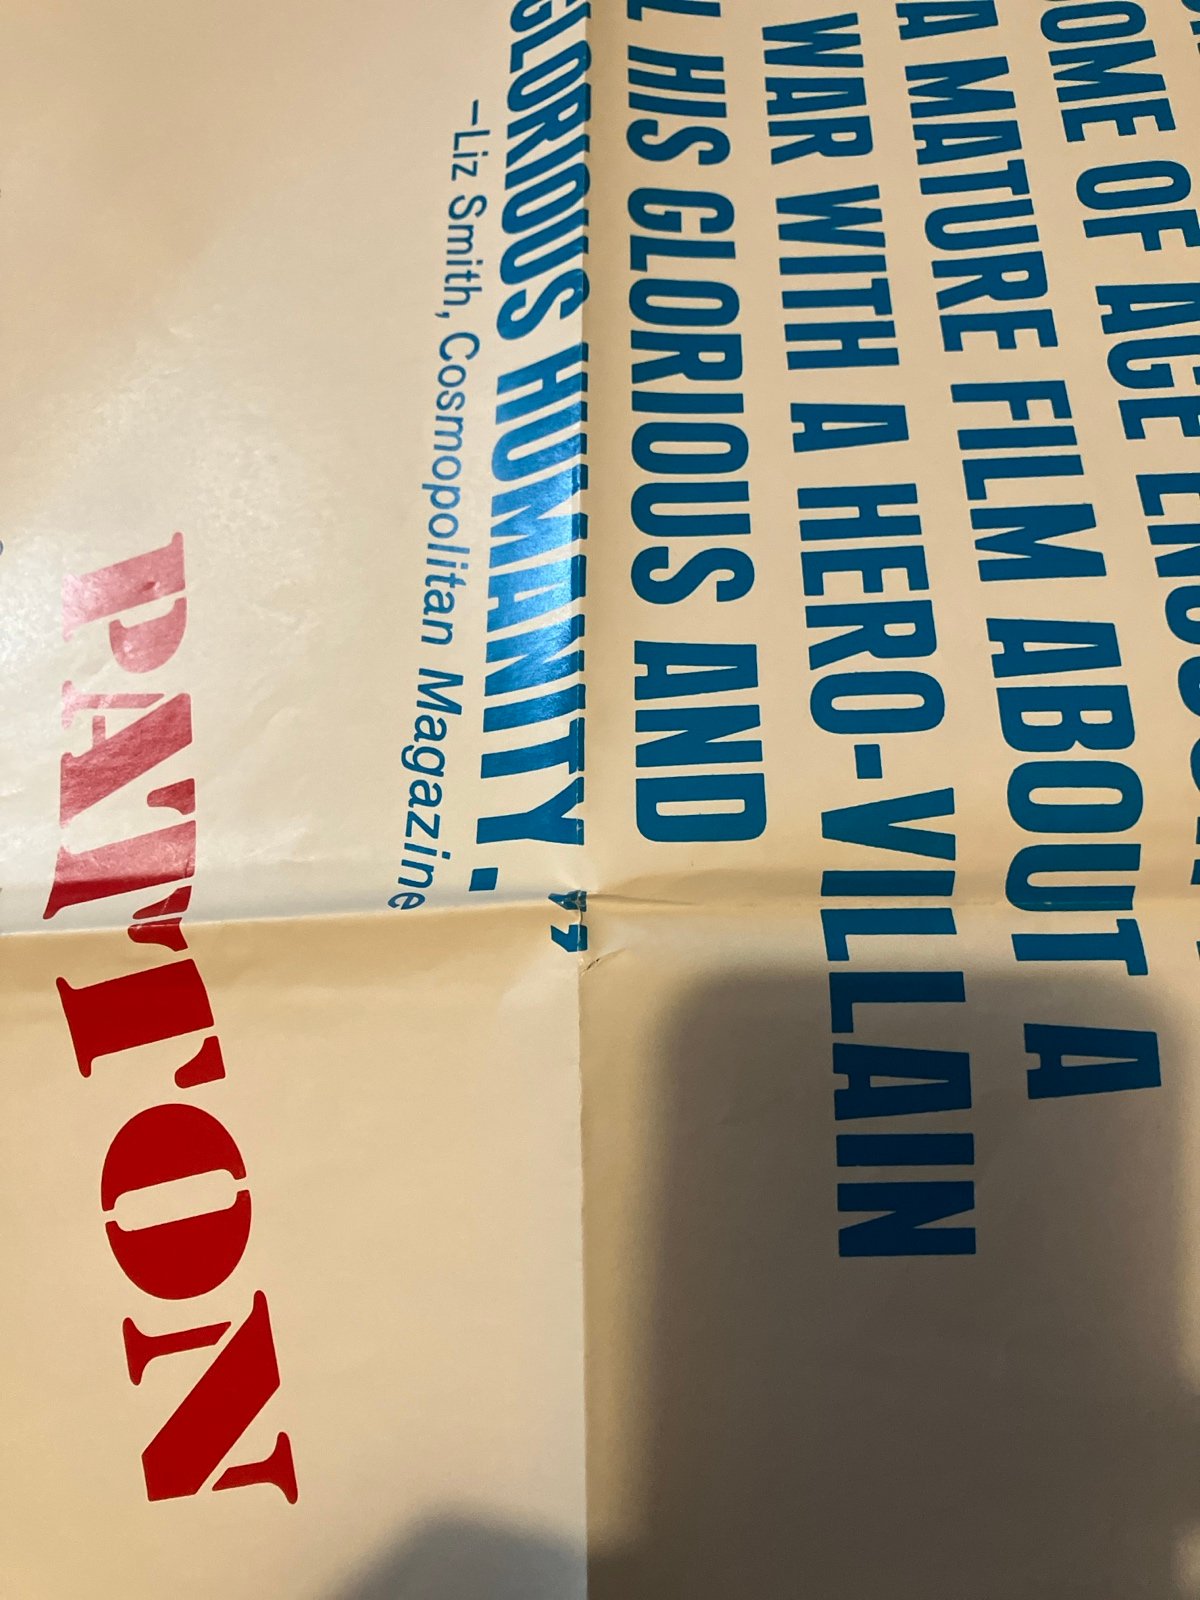 OME OF AGE
A MATURE FILM ABOUT A
WAR WITH A HERO-VILLAIN
L HIS GLORIOUS AND
GLORIOUS HUMANITY.”
–Liz Smith, Cosmopolitan Magazine
PATTON